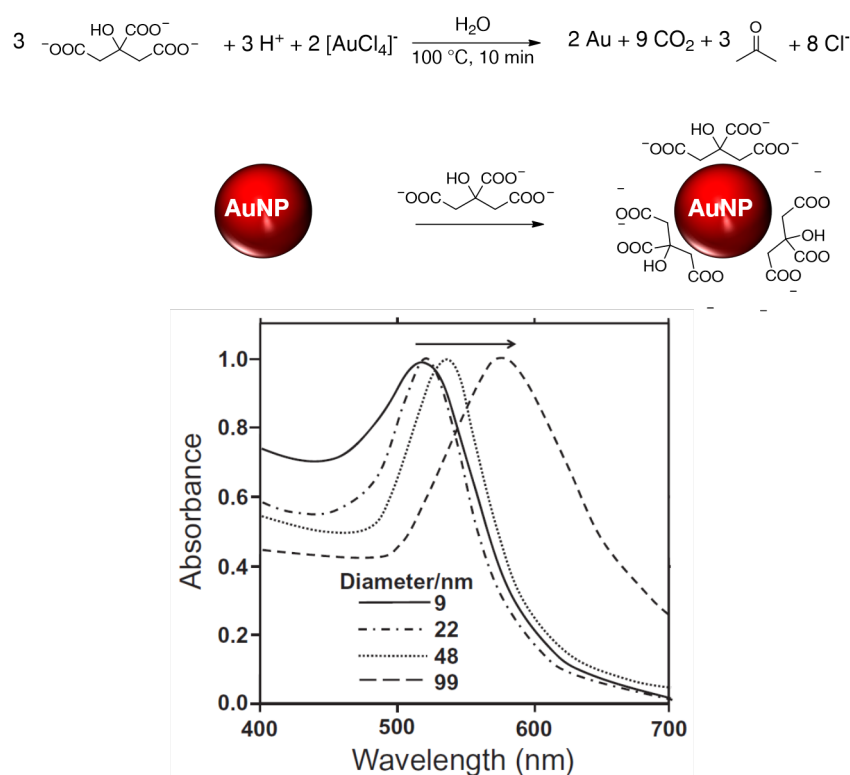 3 ⁻OOC HO COO⁻ COO⁻ + 3 H⁺ + 2 [AuCl₄]⁻ H₂O 100 °C, 10 min 2 Au + 9 CO₂ + 3 O + 8 Cl⁻
HO COO⁻
⁻OOC COO⁻
AuNP
HO COO⁻
⁻OOC COO⁻
AuNP
⁻
OOC
⁻
OOC
HO
COO
⁻
⁻
COO
OH
COO
COO
⁻
⁻
Absorbance
1.0
0.8
0.6
0.4
0.2
0.0
Diameter/nm
9
22
48
99
400 500 600 700
Wavelength (nm)